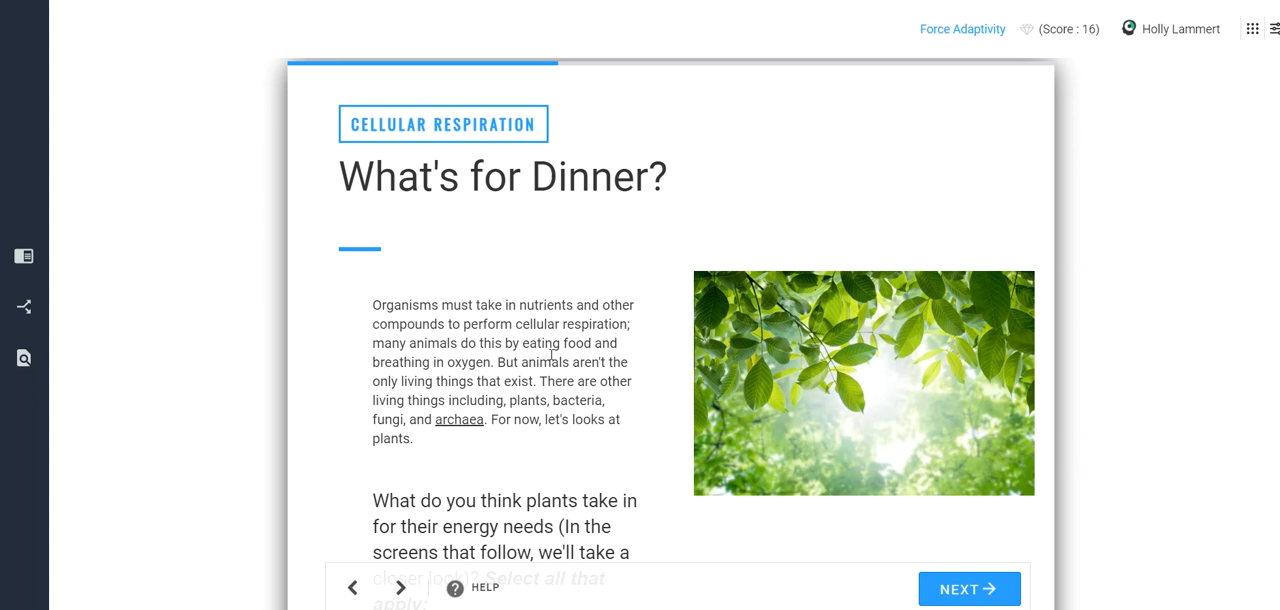 Force Adaptivity (Score : 16) Holly Lammert
CELLULAR RESPIRATION
What's for Dinner?
Organisms must take in nutrients and other
compounds to perform cellular respiration;
many animals do this by eating food and
breathing in oxygen. But animals aren't the
only living things that exist. There are other
living things including, plants, bacteria,
fungi, and archaea. For now, let's looks at
plants.
What do you think plants take in
for their energy needs (In the
screens that follow, we'll take a
closer look)? Select all that
apply:
HELP
NEXT